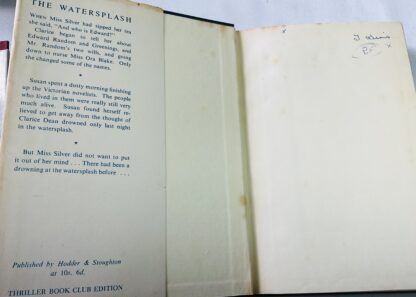 THE WATERSPLASH
WHEN Miss Silver had sipped her tea
she said, "And who is Edward?"
Clarice began to tell her about
Edward Random and Greenings, and
Mr. Random's two wills, and going
down to nurse Miss Ora Blake. Only
she changed some of the names.
*
Susan spent a dusty morning finishing
up the Victorian novelists. The people
who lived in them were really still very
much alive. Susan found herself re-
lieved to get away from the thought of
Clarice Dean drowned only last night
in the watersplash.
*
But Miss Silver did not want to put
it out of her mind . . . There had been a
drowning at the watersplash before . . .
Published by Hodder & Stoughton
at 10s. 6d.
THRILLER BOOK CLUB EDITION
x
x